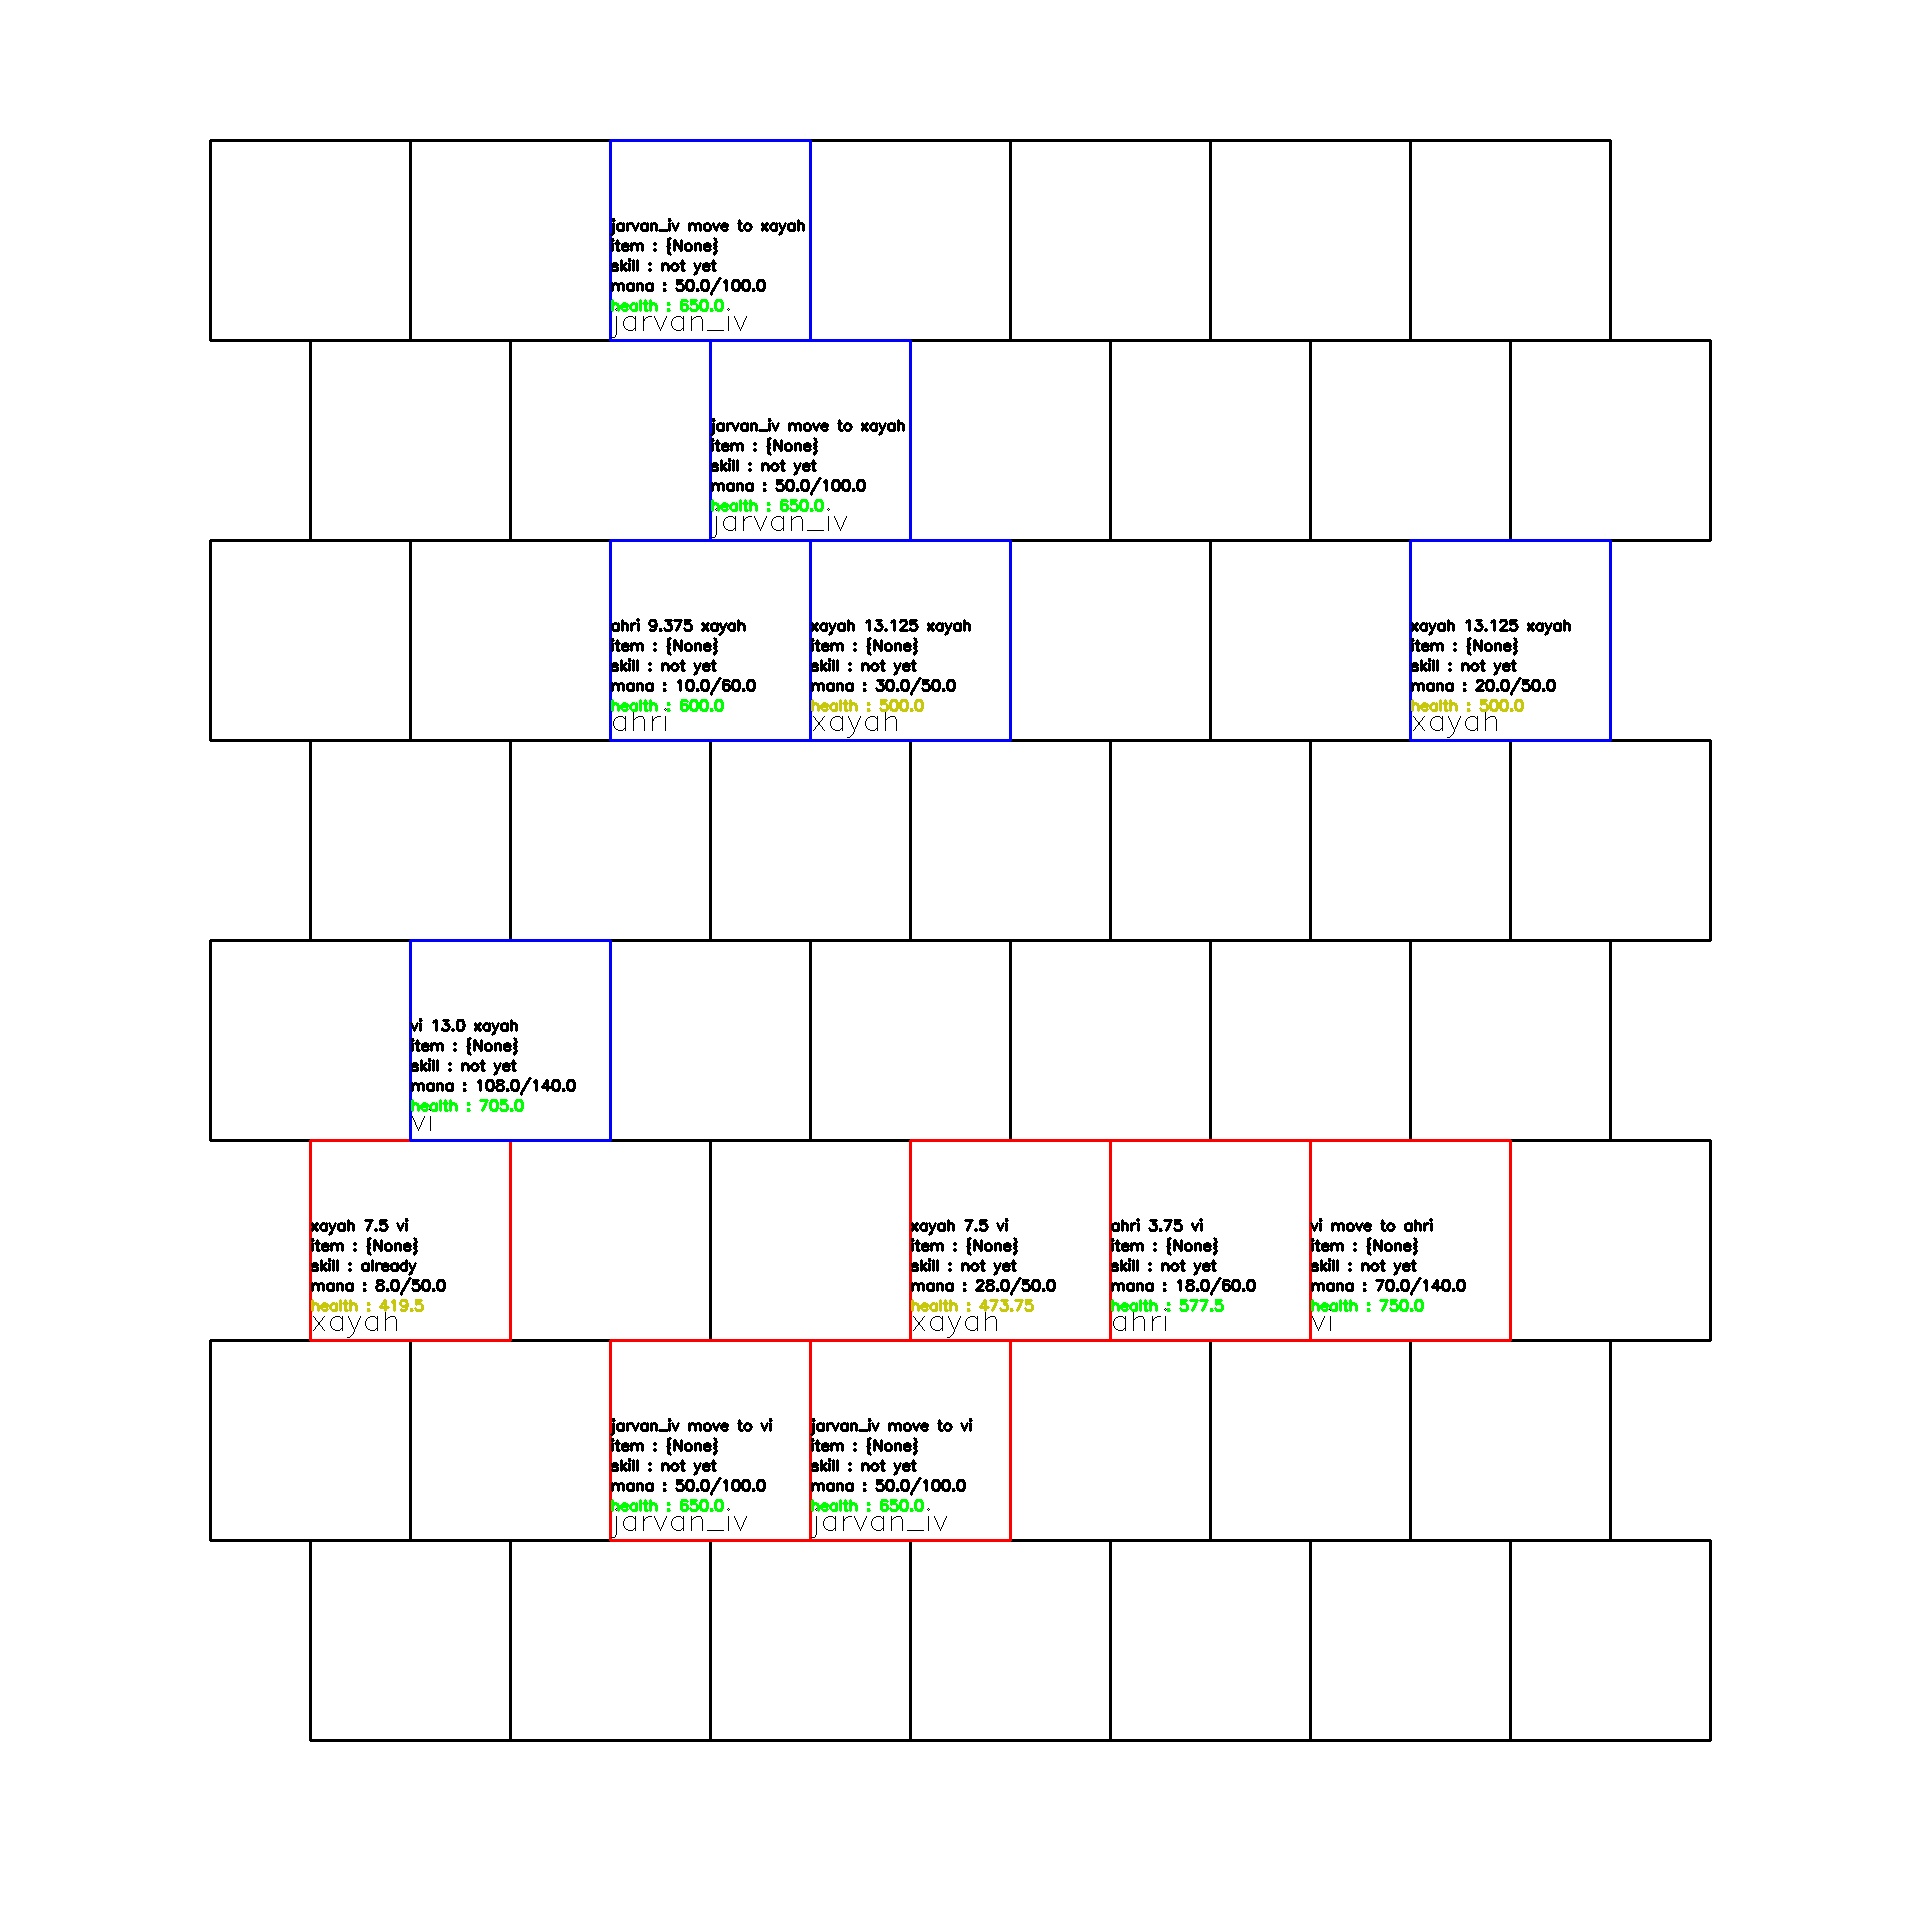 jarvan_iv move to xayah
item : {None}
skill : not yet
mana : 50.0/100.0
health : 650.0
jarvan_iv
jarvan_iv move to xayah
item : {None}
skill : not yet
mana : 50.0/100.0
health : 650.0
jarvan_iv
ahri 9.375 xayah
item : {None}
skill : not yet
mana : 10.0/60.0
health : 600.0
ahri
xayah 13.125 xayah
item : {None}
skill : not yet
mana : 30.0/50.0
health : 500.0
xayah
xayah 13.125 xayah
item : {None}
skill : not yet
mana : 20.0/50.0
health : 500.0
xayah
vi 13.0 xayah
item : {None}
skill : not yet
mana : 108.0/140.0
health : 705.0
vi
xayah 7.5 vi
item : {None}
skill : already
mana : 8.0/50.0
health : 419.5
xayah
xayah 7.5 vi
item : {None}
skill : not yet
mana : 28.0/50.0
health : 473.75
xayah
ahri 3.75 vi
item : {None}
skill : not yet
mana : 18.0/60.0
health : 577.5
ahri
vi move to ahri
item : {None}
skill : not yet
mana : 70.0/140.0
health : 750.0
vi
jarvan_iv move to vi
item : {None}
skill : not yet
mana : 50.0/100.0
health : 650.0
jarvan_iv
jarvan_iv move to vi
item : {None}
skill : not yet
mana : 50.0/100.0
health : 650.0
jarvan_iv